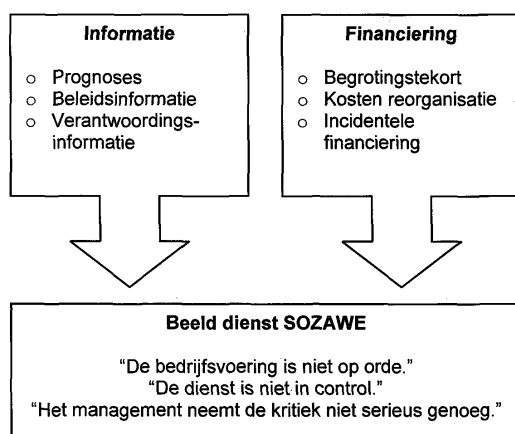 Informatie
o Prognoses
o Beleidsinformatie
o Verantwoordings-
informatie
Financiering
o Begrotingstekort
o Kosten reorganisatie
o Incidentele
financiering
Beeld dienst SOZAWE
“De bedrijfsvoering is niet op orde.”
“De dienst is niet in control.”
“Het management neemt de kritiek niet serieus genoeg.”